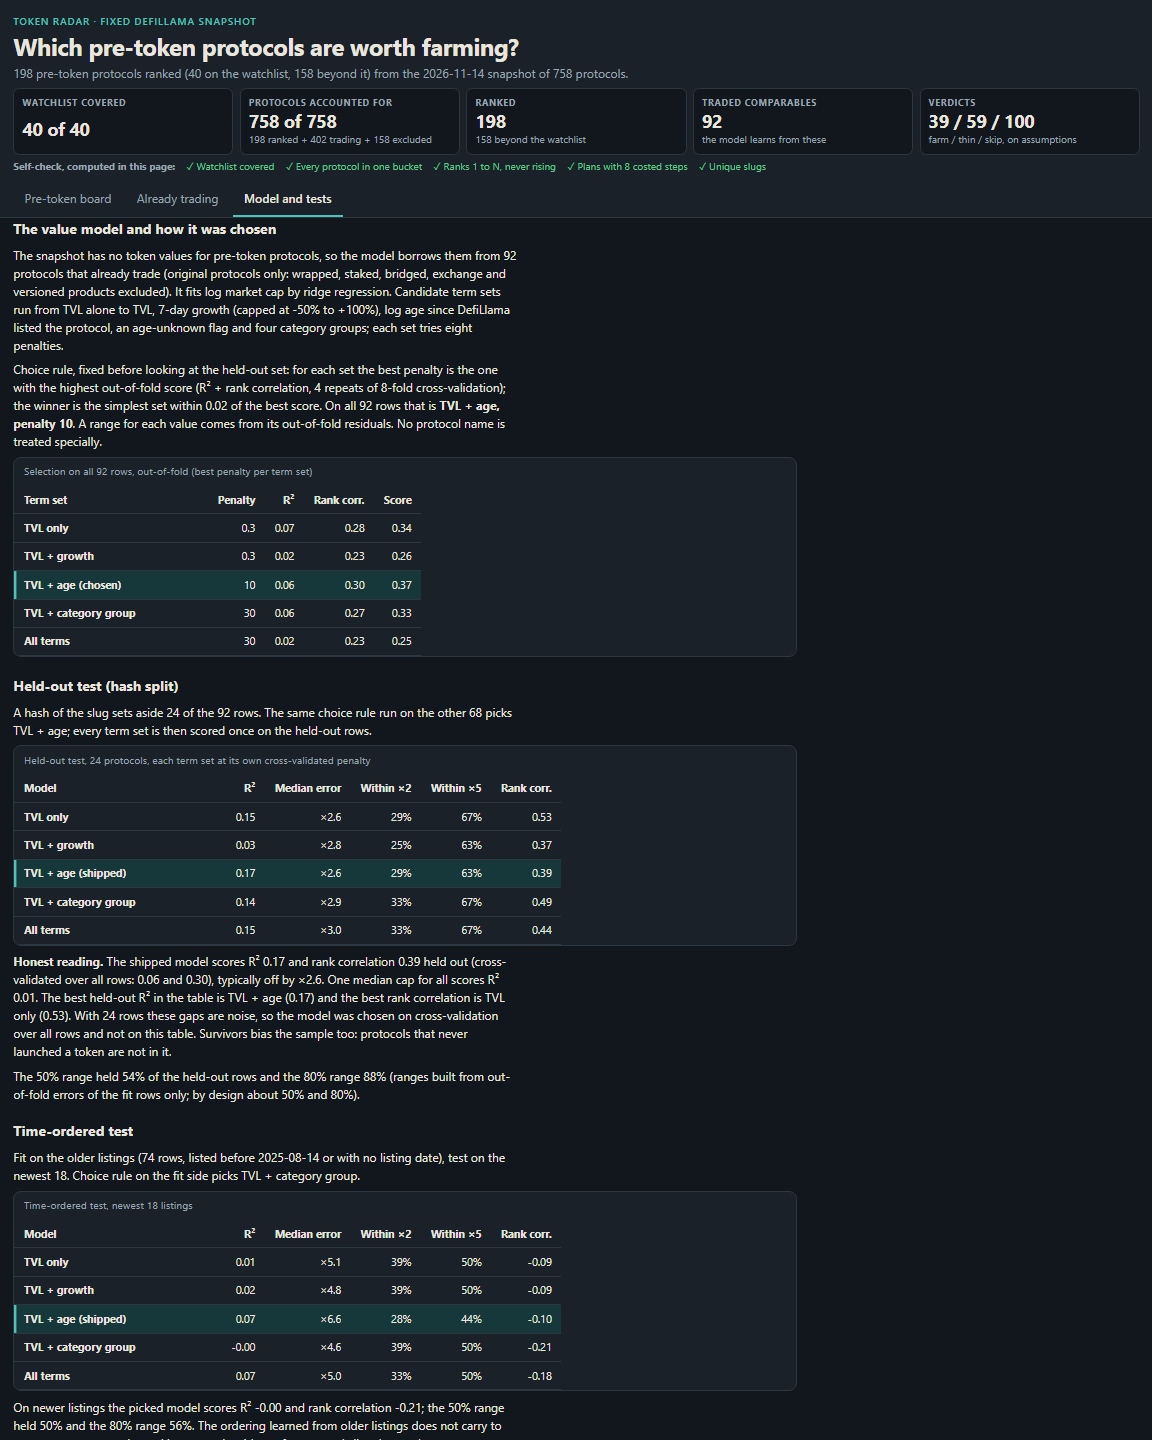 TOKEN RADAR · FIXED DEFILLAMA SNAPSHOT
Which pre-token protocols are worth farming?
198 pre-token protocols ranked (40 on the watchlist, 158 beyond it) from the 2026-11-14 snapshot of 758 protocols.
WATCHLIST COVERED
40 of 40
PROTOCOLS ACCOUNTED FOR
758 of 758
198 ranked + 402 trading + 158 excluded
RANKED
198
158 beyond the watchlist
TRADED COMPARABLES
92
the model learns from these
VERDICTS
39 / 59 / 100
farm / thin / skip, on assumptions
Self-check, computed in this page: ✓ Watchlist covered ✓ Every protocol in one bucket ✓ Ranks 1 to N, never rising ✓ Plans with 8 costed steps ✓ Unique slugs
Pre-token board Already trading Model and tests
The value model and how it was chosen
The snapshot has no token values for pre-token protocols, so the model borrows them from 92
protocols that already trade (original protocols only: wrapped, staked, bridged, exchange and
versioned products excluded). It fits log market cap by ridge regression. Candidate term sets
run from TVL alone to TVL, 7-day growth (capped at -50% to +100%), log age since DefiLlama
listed the protocol, an age-unknown flag and four category groups; each set tries eight
penalties.
Choice rule, fixed before looking at the held-out set: for each set the best penalty is the one
with the highest out-of-fold score (R² + rank correlation, 4 repeats of 8-fold cross-validation);
the winner is the simplest set within 0.02 of the best score. On all 92 rows that is TVL + age,
penalty 10. A range for each value comes from its out-of-fold residuals. No protocol name is
treated specially.
Selection on all 92 rows, out-of-fold (best penalty per term set)
Term set Penalty R² Rank corr. Score
TVL only 0.3 0.07 0.28 0.34
TVL + growth 0.3 0.02 0.23 0.26
TVL + age (chosen) 10 0.06 0.30 0.37
TVL + category group 30 0.06 0.27 0.33
All terms 30 0.02 0.23 0.25
Held-out test (hash split)
A hash of the slug sets aside 24 of the 92 rows. The same choice rule run on the other 68 picks
TVL + age; every term set is then scored once on the held-out rows.
Held-out test, 24 protocols, each term set at its own cross-validated penalty
Model R² Median error Within ×2 Within ×5 Rank corr.
TVL only 0.15 ×2.6 29% 67% 0.53
TVL + growth 0.03 ×2.8 25% 63% 0.37
TVL + age (shipped) 0.17 ×2.6 29% 63% 0.39
TVL + category group 0.14 ×2.9 33% 67% 0.49
All terms 0.15 ×3.0 33% 67% 0.44
Honest reading. The shipped model scores R² 0.17 and rank correlation 0.39 held out (cross-
validated over all rows: 0.06 and 0.30), typically off by ×2.6. One median cap for all scores R²
0.01. The best held-out R² in the table is TVL + age (0.17) and the best rank correlation is TVL
only (0.53). With 24 rows these gaps are noise, so the model was chosen on cross-validation
over all rows and not on this table. Survivors bias the sample too: protocols that never
launched a token are not in it.
The 50% range held 54% of the held-out rows and the 80% range 88% (ranges built from out-
of-fold errors of the fit rows only; by design about 50% and 80%).
Time-ordered test
Fit on the older listings (74 rows, listed before 2025-08-14 or with no listing date), test on the
newest 18. Choice rule on the fit side picks TVL + category group.
Time-ordered test, newest 18 listings
Model R² Median error Within ×2 Within ×5 Rank corr.
TVL only 0.01 ×5.1 39% 50% -0.09
TVL + growth 0.02 ×4.8 39% 50% -0.09
TVL + age (shipped) 0.07 ×6.6 28% 44% -0.10
TVL + category group -0.00 ×4.6 39% 50% -0.21
All terms 0.07 ×5.0 33% 50% -0.18
On newer listings the picked model scores R² -0.00 and rank correlation -0.21; the 50% range
held 50% and the 80% range 56%. The ordering learned from older listings does not carry to